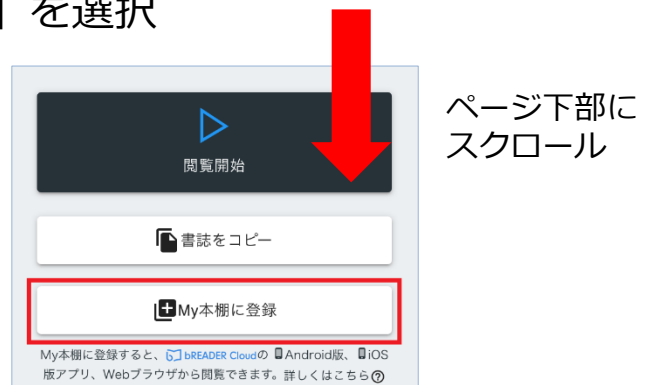 」を選択
ページ下部に
スクロール
閲覧開始
書誌をコピー
My本棚に登録
My本棚に登録すると、bREADER Cloudの Android版、iOS
版アプリ、Webブラウザから閲覧できます。詳しくはこちら?